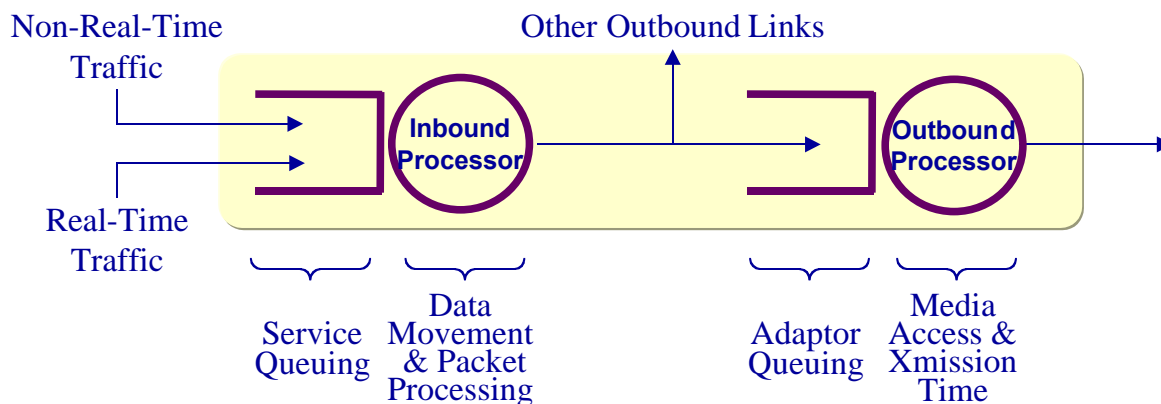 Non-Real-Time
Traffic
Other Outbound Links
Inbound
Processor
Outbound
Processor
Real-Time
Traffic
Service
Queuing
Data
Movement
& Packet
Processing
Adaptor
Queuing
Media
Access &
Xmission
Time